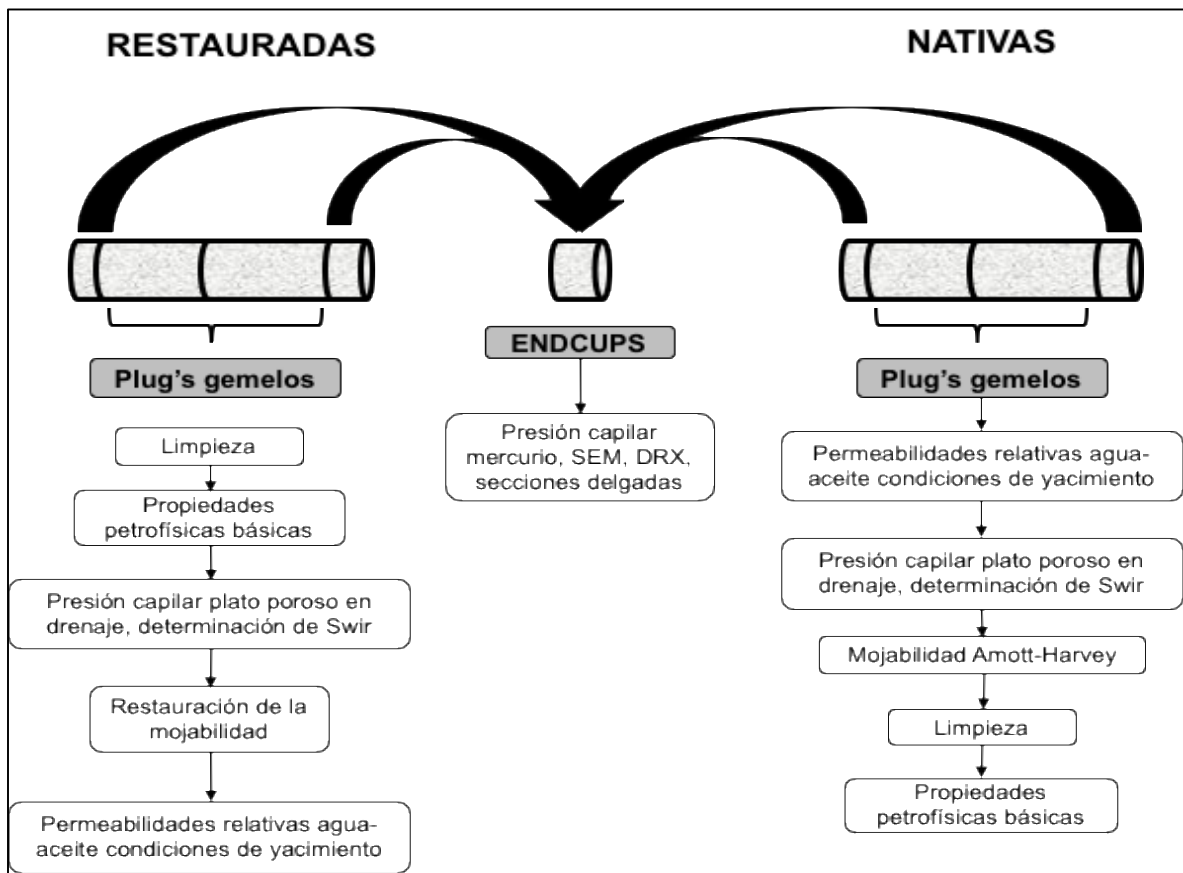 RESTAURADAS
NATIVAS
Plug's gemelos
Limpieza
Propiedades
petrofísicas básicas
Presión capilar plato poroso en
drenaje, determinación de Swir
Restauración de la
mojabilidad
Permeabilidades relativas agua-
aceite condiciones de yacimiento
ENDCUPS
Presión capilar
mercurio, SEM, DRX,
secciones delgadas
Plug's gemelos
Permeabilidades relativas agua-
aceite condiciones de yacimiento
Presión capilar plato poroso en
drenaje, determinación de Swir
Mojabilidad Amott-Harvey
Limpieza
Propiedades
petrofísicas básicas